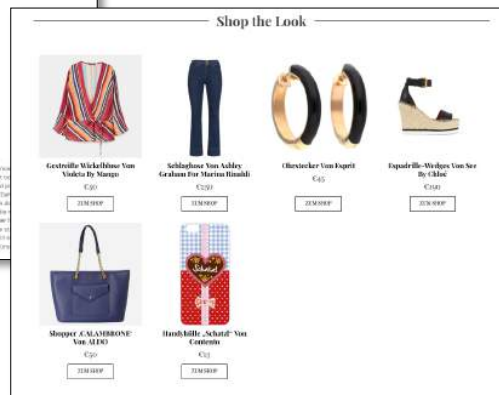 Shop the Look
Gestreifte Wickelbluse Von
Violeta By Mango
€50
ZUM SHOP
Schlaghose Von Ashley
Graham For Marina Rinaldi
€250
ZUM SHOP
Ohrstecker Von Esprit
€45
ZUM SHOP
Espadrille-Wedges Von See
By Chloé
ZUM SHOP
Shopper ‚CALAMBRONE‘
Von ALDO
€50
ZUM SHOP
Handyhülle „Schatzl“ Von
Contento
ZUM SHOP
Schatzl